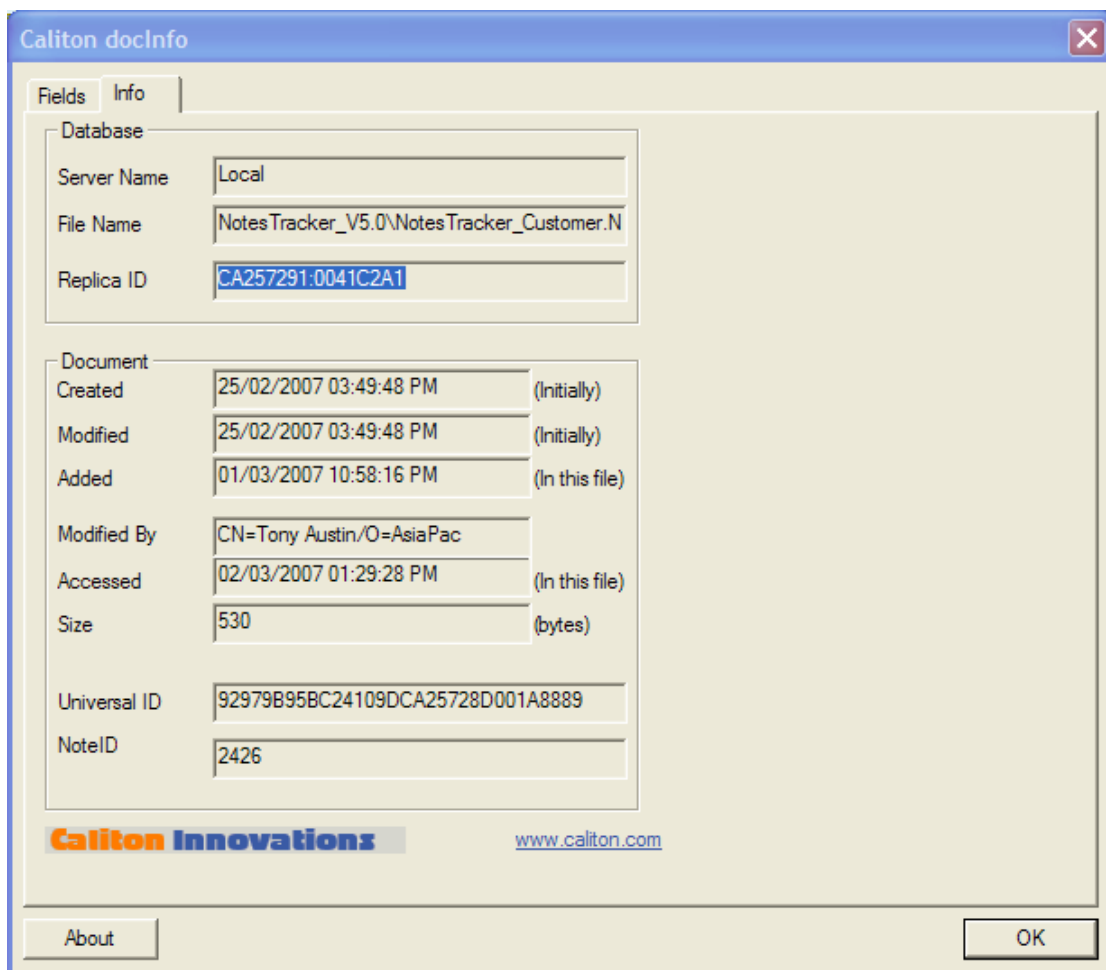 Caliton docInfo
Fields Info
Database
Server Name Local
File Name NotesTracker_V5.0\NotesTracker_Customer.N
Replica ID CA257291:0041C2A1
Document
Created 25/02/2007 03:49:48 PM (Initially)
Modified 25/02/2007 03:49:48 PM (Initially)
Added 01/03/2007 10:58:16 PM (In this file)
Modified By CN=Tony Austin/O=AsiaPac
Accessed 02/03/2007 01:29:28 PM (In this file)
Size 530 (bytes)
Universal ID 92979B95BC24109DCA25728D001A8889
NoteID 2426
Caliton Innovations www.caliton.com
About OK